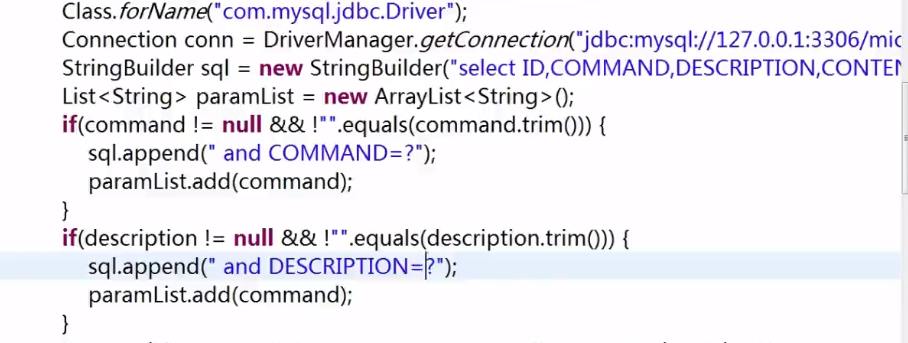 Class.forName("com.mysql.jdbc.Driver");
Connection conn = DriverManager.getConnection("jdbc:mysql://127.0.0.1:3306/mic
StringBuilder sql = new StringBuilder("select ID,COMMAND,DESCRIPTION,CONTEN
List<String> paramList = new ArrayList<String>();
if(command != null && !"".equals(command.trim())) {
sql.append(" and COMMAND=?");
paramList.add(command);
}
if(description != null && !"".equals(description.trim())) {
sql.append(" and DESCRIPTION=?");
paramList.add(command);
}